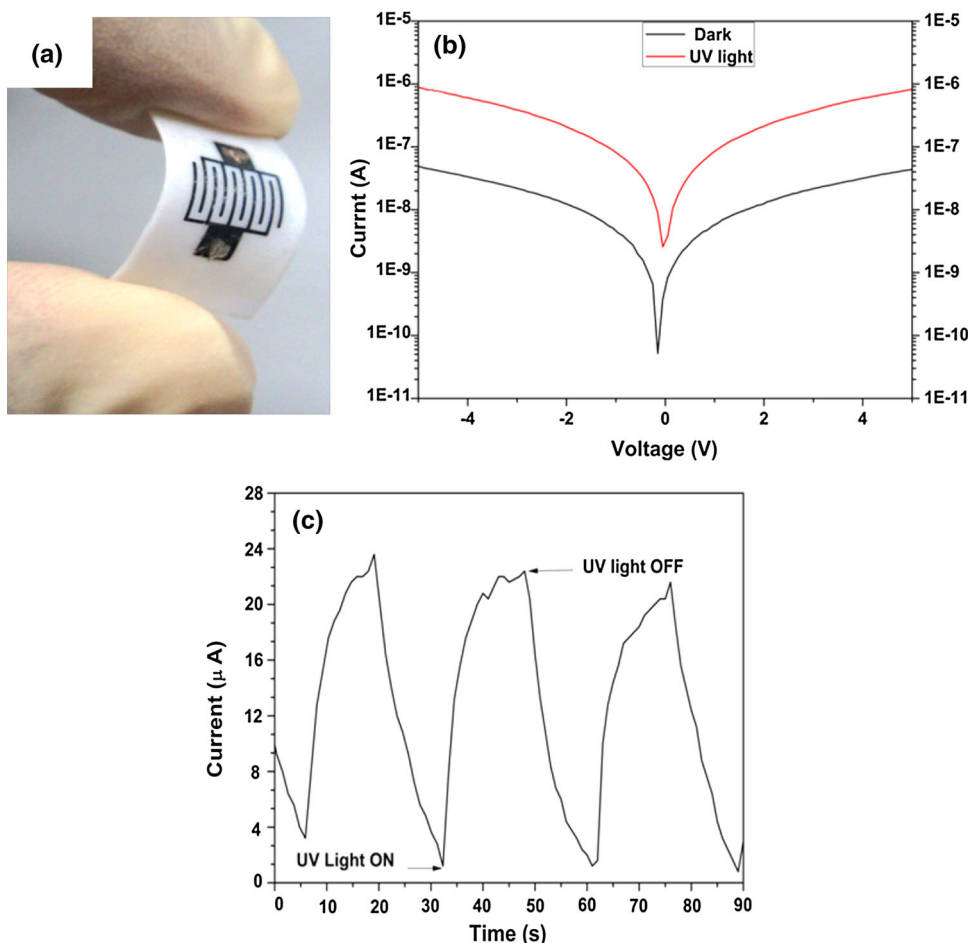 (a)
(b)
Dark
UV light
1E-5
1E-6
1E-7
1E-8
1E-9
1E-10
1E-11
1E-5
1E-6
1E-7
1E-8
1E-9
1E-10
1E-11
Currnt (A)
-4 -2 0 2 4
Voltage (V)
(c)
28
24
20
16
12
8
4
0
Current (μ A)
UV light OFF
UV Light ON
0 10 20 30 40 50 60 70 80 90
Time (s)